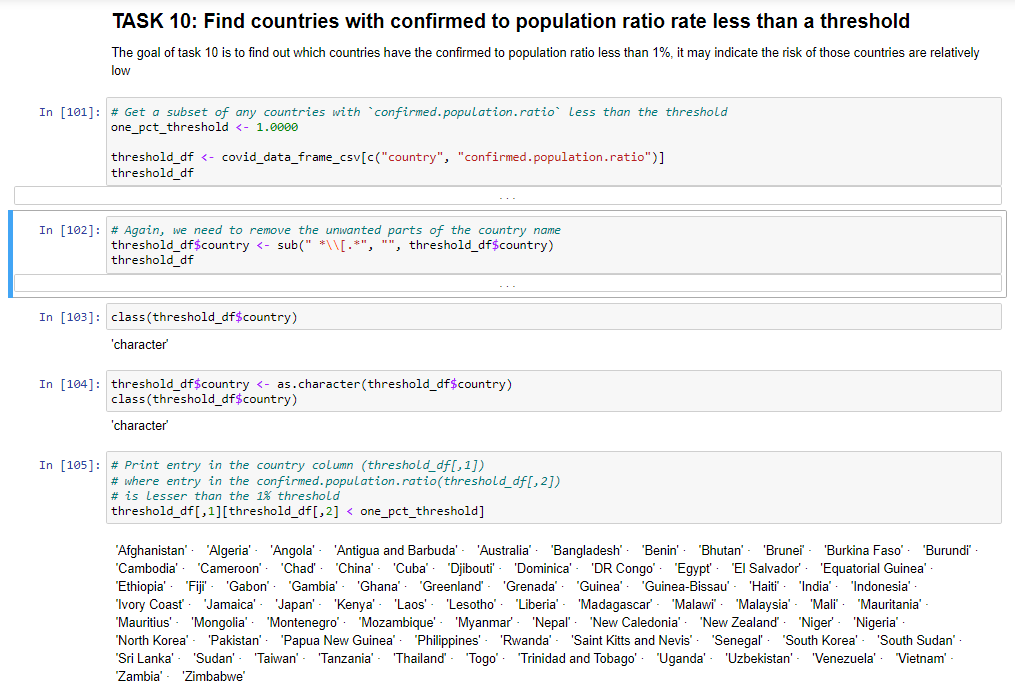 TASK 10: Find countries with confirmed to population ratio rate less than a threshold
The goal of task 10 is to find out which countries have the confirmed to population ratio less than 1%, it may indicate the risk of those countries are relatively
low
In [101]: # Get a subset of any countries with `confirmed.population.ratio` less than the threshold
one_pct_threshold <- 1.0000
threshold_df <- covid_data_frame_csv[c("country", "confirmed.population.ratio")]
threshold_df
...
In [102]: # Again, we need to remove the unwanted parts of the country name
threshold_df$country <- sub(" *\\[.*", "", threshold_df$country)
threshold_df
...
In [103]: class(threshold_df$country)
'character'
In [104]: threshold_df$country <- as.character(threshold_df$country)
class(threshold_df$country)
'character'
In [105]: # Print entry in the country column (threshold_df[,1])
# where entry in the confirmed.population.ratio(threshold_df[,2])
# is lesser than the 1% threshold
threshold_df[,1][threshold_df[,2] < one_pct_threshold]
'Afghanistan' · 'Algeria' · 'Angola' · 'Antigua and Barbuda' · 'Australia' · 'Bangladesh' · 'Benin' · 'Bhutan' · 'Brunei' · 'Burkina Faso' · 'Burundi' ·
'Cambodia' · 'Cameroon' · 'Chad' · 'China' · 'Cuba' · 'Djibouti' · 'Dominica' · 'DR Congo' · 'Egypt' · 'El Salvador' · 'Equatorial Guinea' ·
'Ethiopia' · 'Fiji' · 'Gabon' · 'Gambia' · 'Ghana' · 'Greenland' · 'Grenada' · 'Guinea' · 'Guinea-Bissau' · 'Haiti' · 'India' · 'Indonesia' ·
'Ivory Coast' · 'Jamaica' · 'Japan' · 'Kenya' · 'Laos' · 'Lesotho' · 'Liberia' · 'Madagascar' · 'Malawi' · 'Malaysia' · 'Mali' · 'Mauritania' ·
'Mauritius' · 'Mongolia' · 'Montenegro' · 'Mozambique' · 'Myanmar' · 'Nepal' · 'New Caledonia' · 'New Zealand' · 'Niger' · 'Nigeria' ·
'North Korea' · 'Pakistan' · 'Papua New Guinea' · 'Philippines' · 'Rwanda' · 'Saint Kitts and Nevis' · 'Senegal' · 'South Korea' · 'South Sudan' ·
'Sri Lanka' · 'Sudan' · 'Taiwan' · 'Tanzania' · 'Thailand' · 'Togo' · 'Trinidad and Tobago' · 'Uganda' · 'Uzbekistan' · 'Venezuela' · 'Vietnam' ·
'Zambia' · 'Zimbabwe'